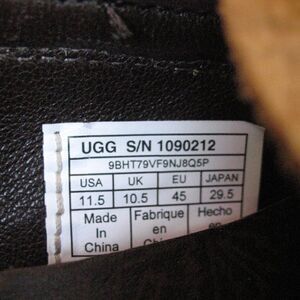 UGG S/N 1090212
9BHT79VF9NJ8Q5P
USA UK EU JAPAN
11.5 10.5 45 29.5
Made Fabrique Hecho
in en
China